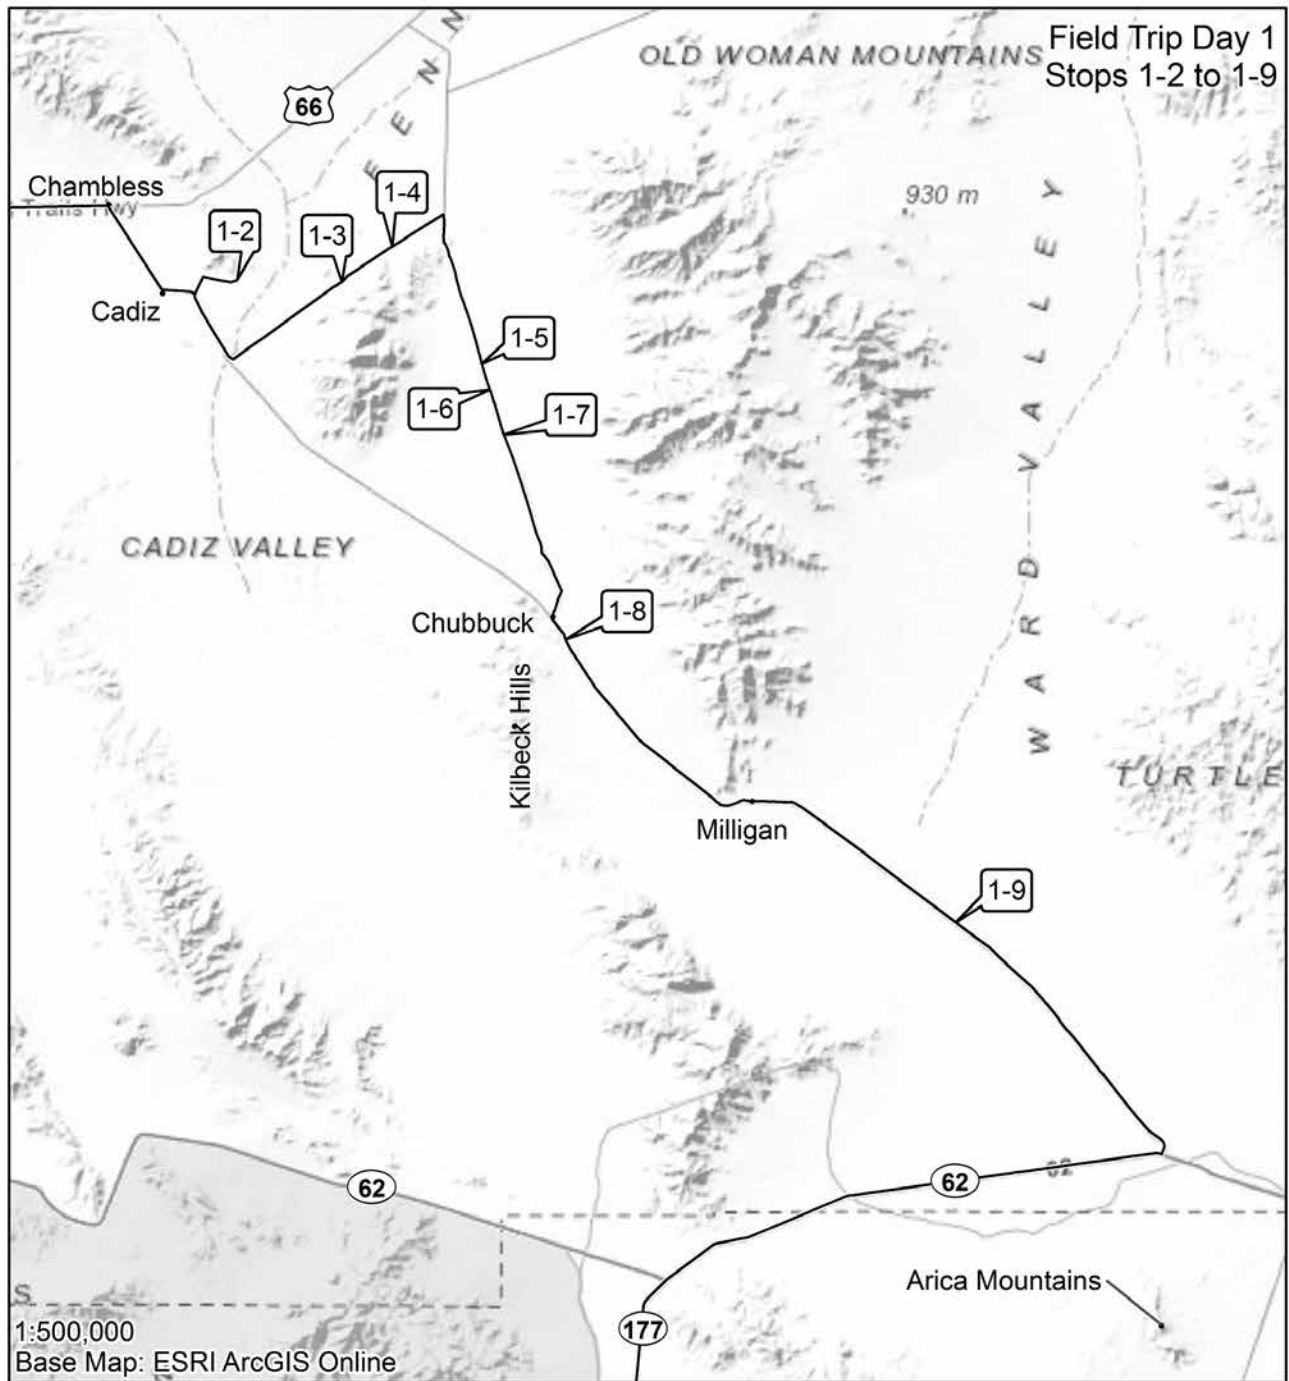 Field Trip Day 1
Stops 1-2 to 1-9
OLD WOMAN MOUNTAINS
66
F E N N
Chambless
Trails Hwy
1-2
1-3
1-4
930 m
Cadiz
1-5
1-6
1-7
WARD VALLEY
CADIZ VALLEY
Chubbuck
1-8
Kilbeck Hills
TURTLE
Milligan
1-9
62
62
62
Arica Mountains
177
S
1:500,000
Base Map: ESRI ArcGIS Online